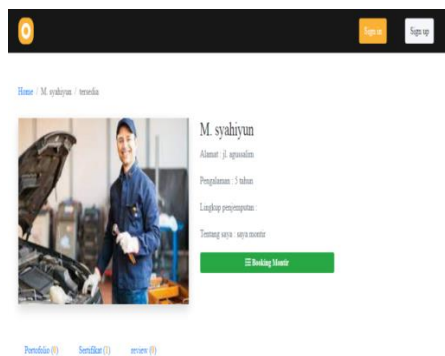 Sign in
Sign up
Home / M. syahiyun / tersedia
M. syahiyun
Alamat : jl. agussalim
Pengalaman : 5 tahun
Lingkup penjemputan :
Tentang saya : saya montir
Booking Montir
Portofolio (0) Sertifikat (1) review (0)